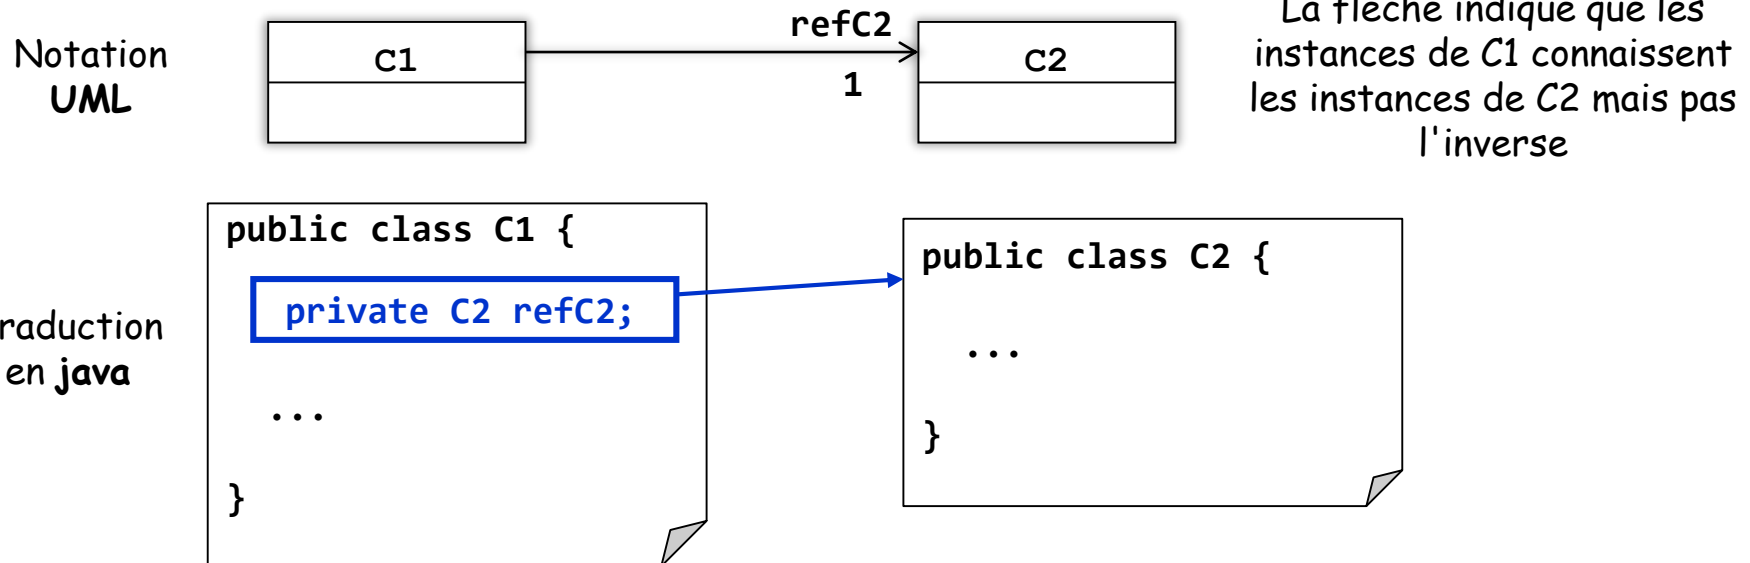 Notation
UML
C1
refC2
1
C2
La flèche indique que les
instances de C1 connaissent
les instances de C2 mais pas
l'inverse
raduction
en java
public class C1 {
private C2 refC2;
...
}
public class C2 {
...
}